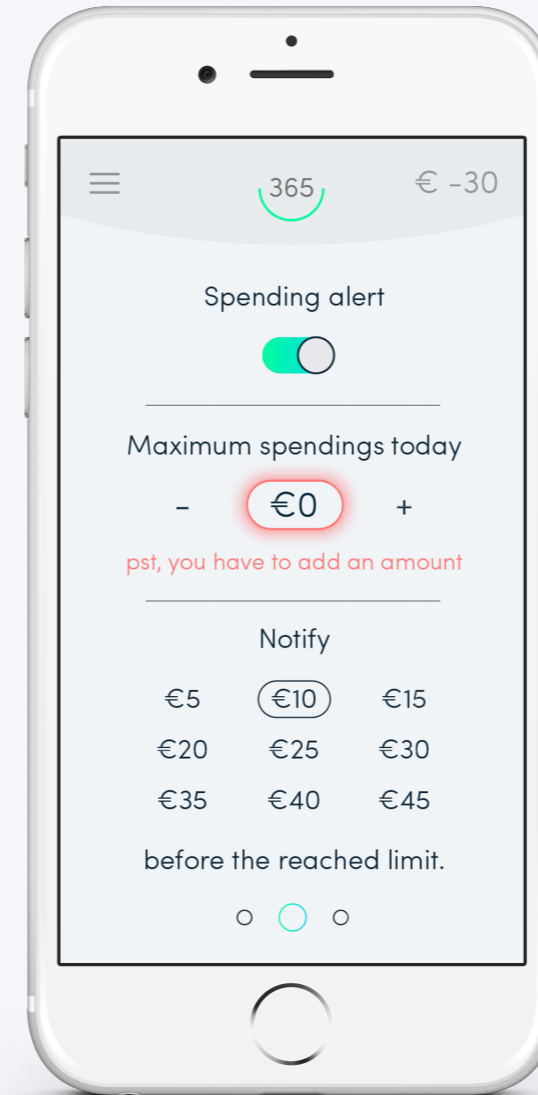 365 € -30
Spending alert
Maximum spendings today
- €0 +
pst, you have to add an amount
Notify
€5 €10 €15
€20 €25 €30
€35 €40 €45
before the reached limit.